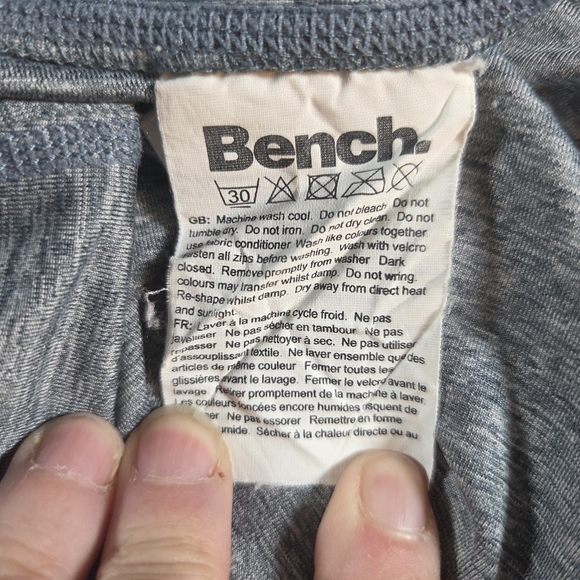 Bench.
30
GB: Machine wash cool. Do not bleach Do not
tumble dry. Do not iron. Do not dry clean. Do not
use fabric conditioner Wash like colours together
asten all zips before washing. Wash with velcro
closed. Remove promptly from washer Dark
colours may transfer whilst damp. Do not wring.
Re-shape whilst damp. Dry away from direct heat
and sunlight.
FR: Laver à la machine cycle froid. Ne pas
javelliser Ne pas sécher en tambour Ne pas
repasser Ne pas nettoyer à sec. Ne pas utiliser
d'assouplissant textile. Ne laver ensemble que des
articles de même couleur Fermer toutes les
glissières avant le lavage. Fermer le velcro avant le
lavage. Retirer promptement de la machine à laver
Les couleurs foncées encore humides risquent de
Ne pas essorer Remettre en forme
umide. Sécher à la chaleur directe ou au